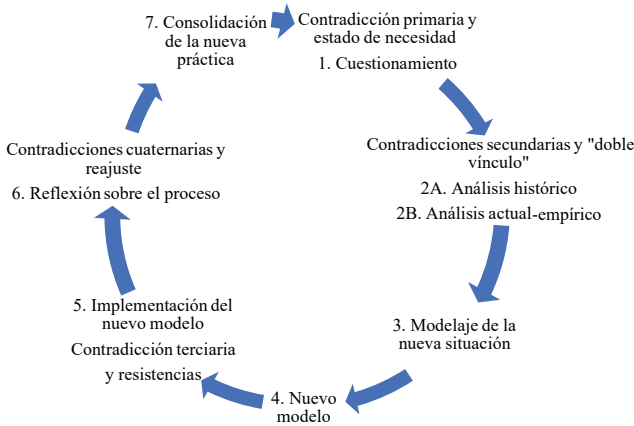 Contradicción primaria y
estado de necesidad
1. Cuestionamiento
Contradicciones secundarias y "doble
vínculo"
2A. Análisis histórico
2B. Análisis actual-empírico
3. Modelaje de la
nueva situación
4. Nuevo
modelo
5. Implementación del
nuevo modelo
Contradicción terciaria
y resistencias
Contradicciones cuaternarias y
reajuste
6. Reflexión sobre el proceso
7. Consolidación
de la nueva
práctica